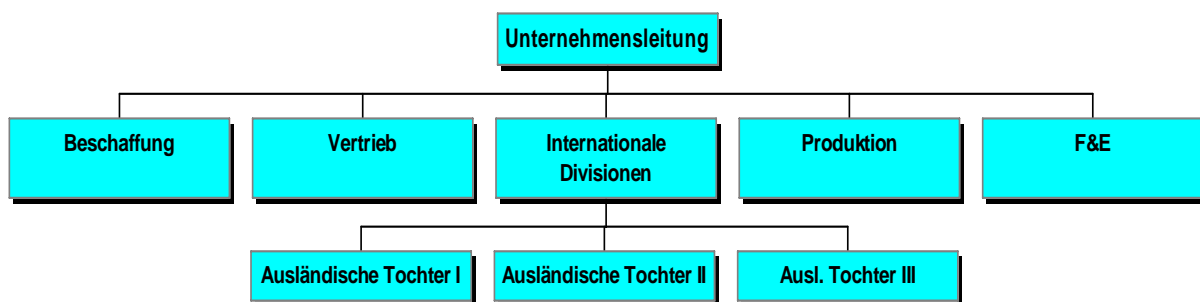 Unternehmensleitung
Beschaffung
Vertrieb
Internationale
Divisionen
Produktion
F&E
Ausländische Tochter I
Ausländische Tochter II
Ausl. Tochter III